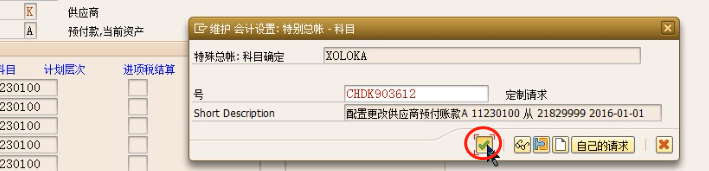 K 供应商
A 预付款,当前资产
科目 计划层次 进项税结算
230100
230100
230100
230100
230100
维护 会计设置: 特别总帐 - 科目
特殊总帐: 科目确定 XOLOKA
号 CHDK903612 定制请求
Short Description 配置更改供应商预付账款A 11230100 从 21829999 2016-01-01
自己的请求